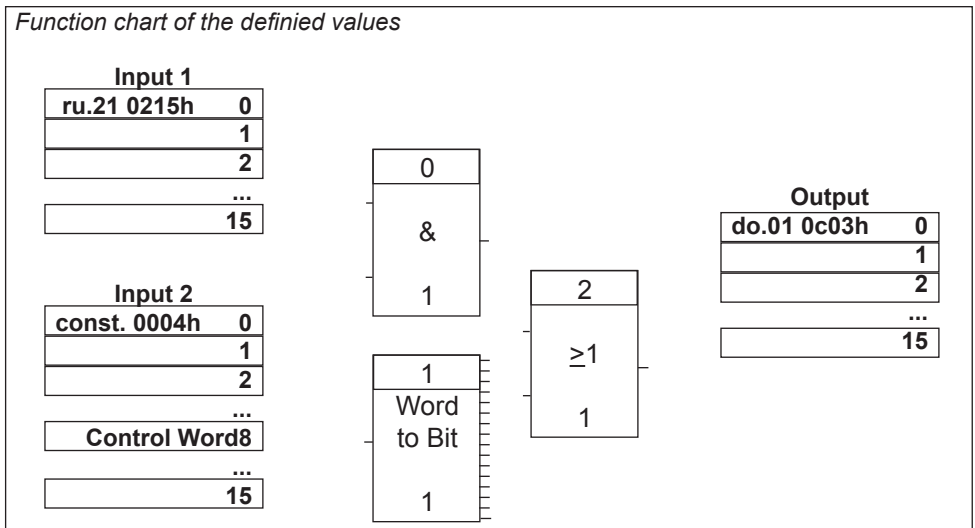 Function chart of the definied values
Input 1
ru.21 0215h 0
1
2
...
15
Input 2
const. 0004h 0
1
2
...
Control Word8
...
15
0
&
1
1
Word
to Bit
1
2
≥1
1
Output
do.01 0c03h 0
1
2
...
15